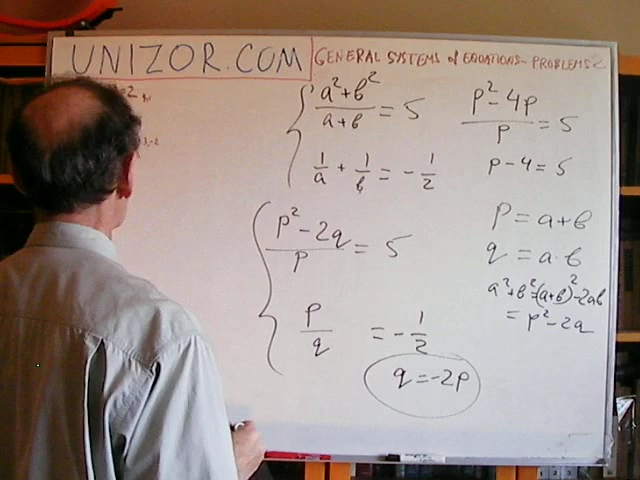 UNIZOR.COM
GENERAL SYSTEMS of EQUATIONS - PROBLEMS 2
(a² + b²) / (a + b) = 5
1/a + 1/b = -1/2
(p² - 2q) / p = 5
p/q = -1/2
q = -2p
(p² - 4p) / p = 5
p - 4 = 5
p = a + b
q = a · b
a² + b² = (a+b)² - 2ab
= p² - 2q